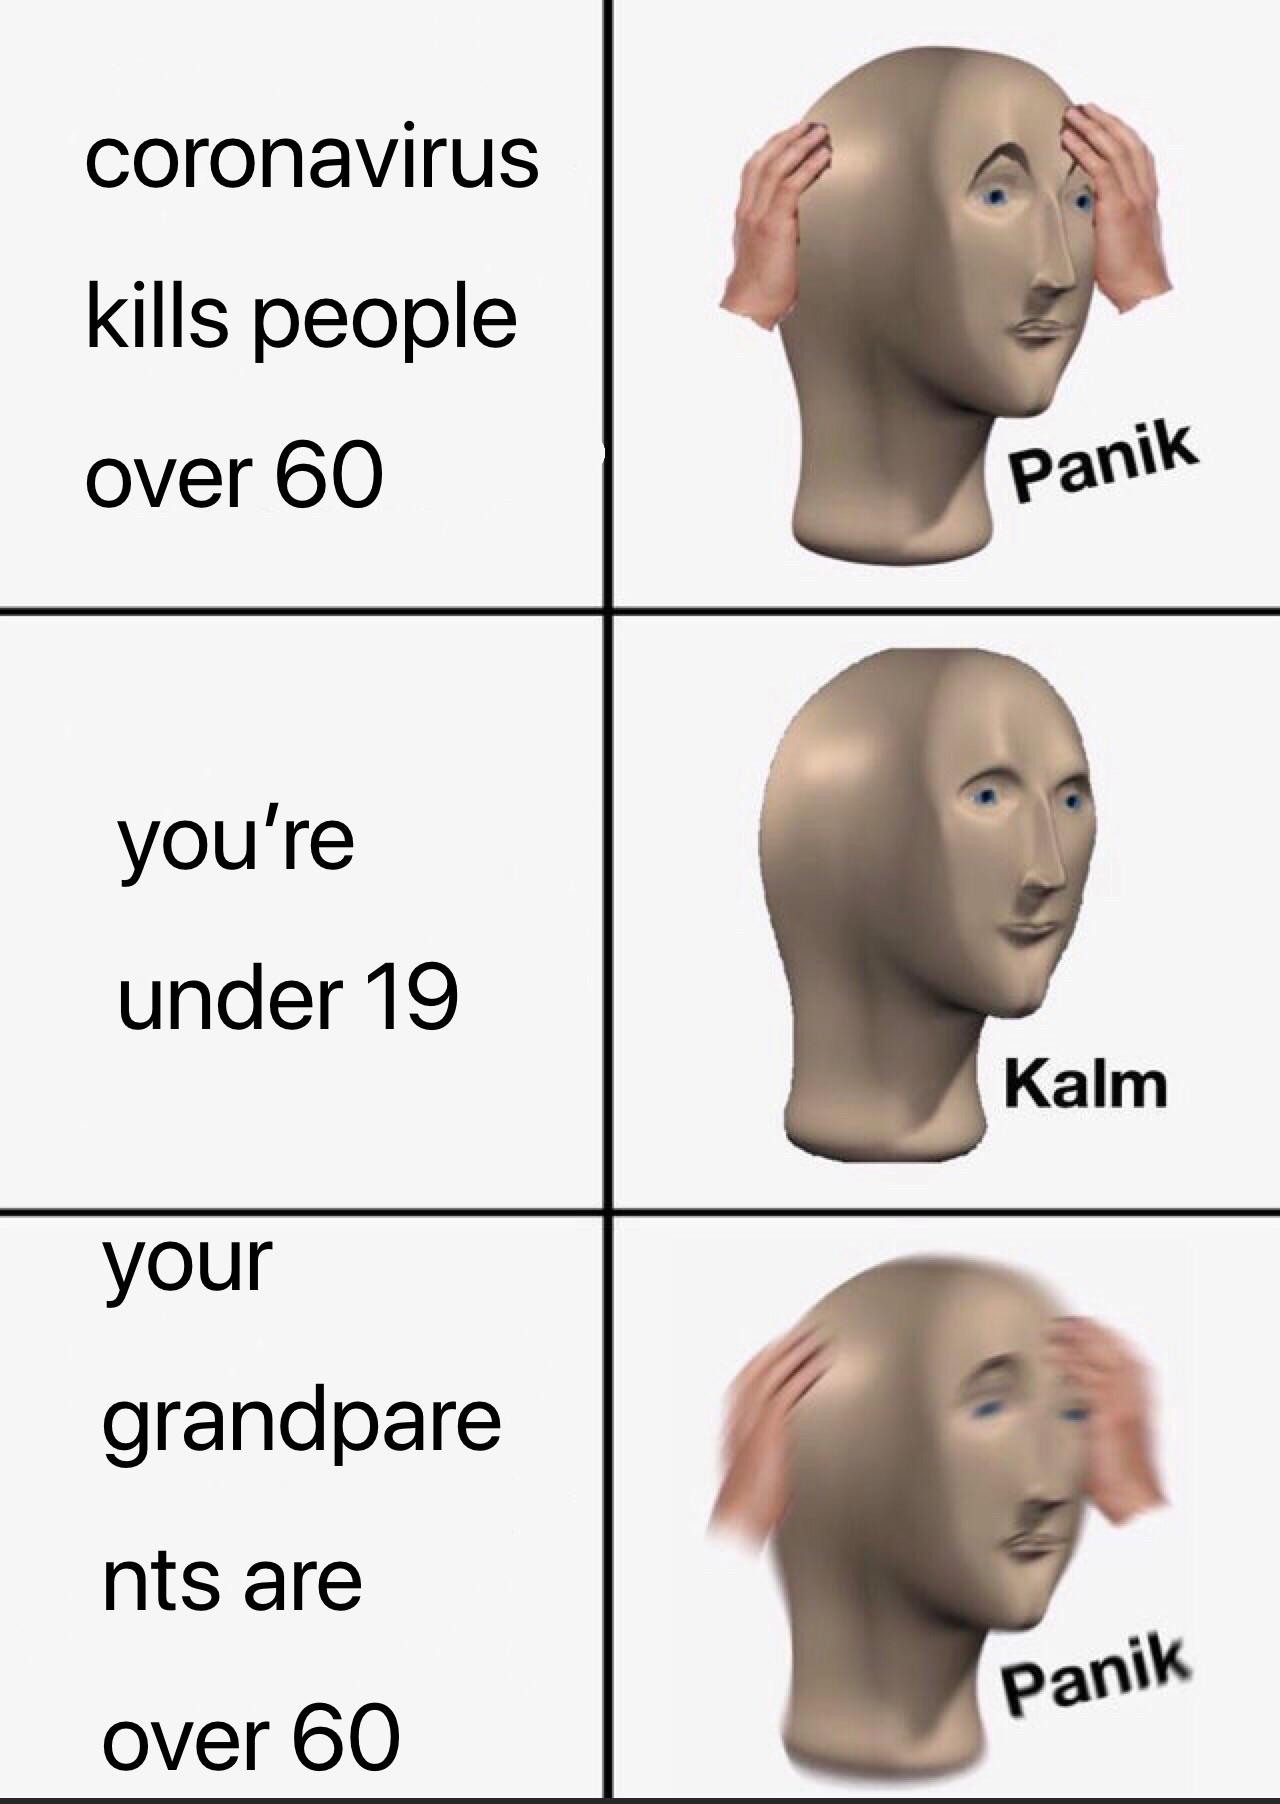 coronavirus
kills people
over 60
Panik
you’re
under 19
Kalm
your
grandpare
nts are
over 60
Panik